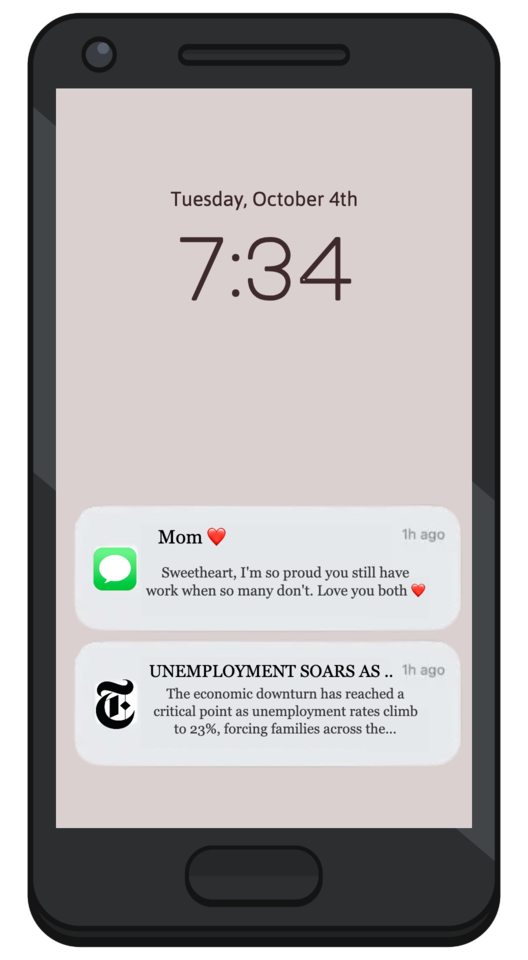 Tuesday, October 4th
7:34
Mom ❤️
1h ago
Sweetheart, I'm so proud you still have
work when so many don't. Love you both ❤️
UNEMPLOYMENT SOARS AS ..
1h ago
The economic downturn has reached a
critical point as unemployment rates climb
to 23%, forcing families across the...